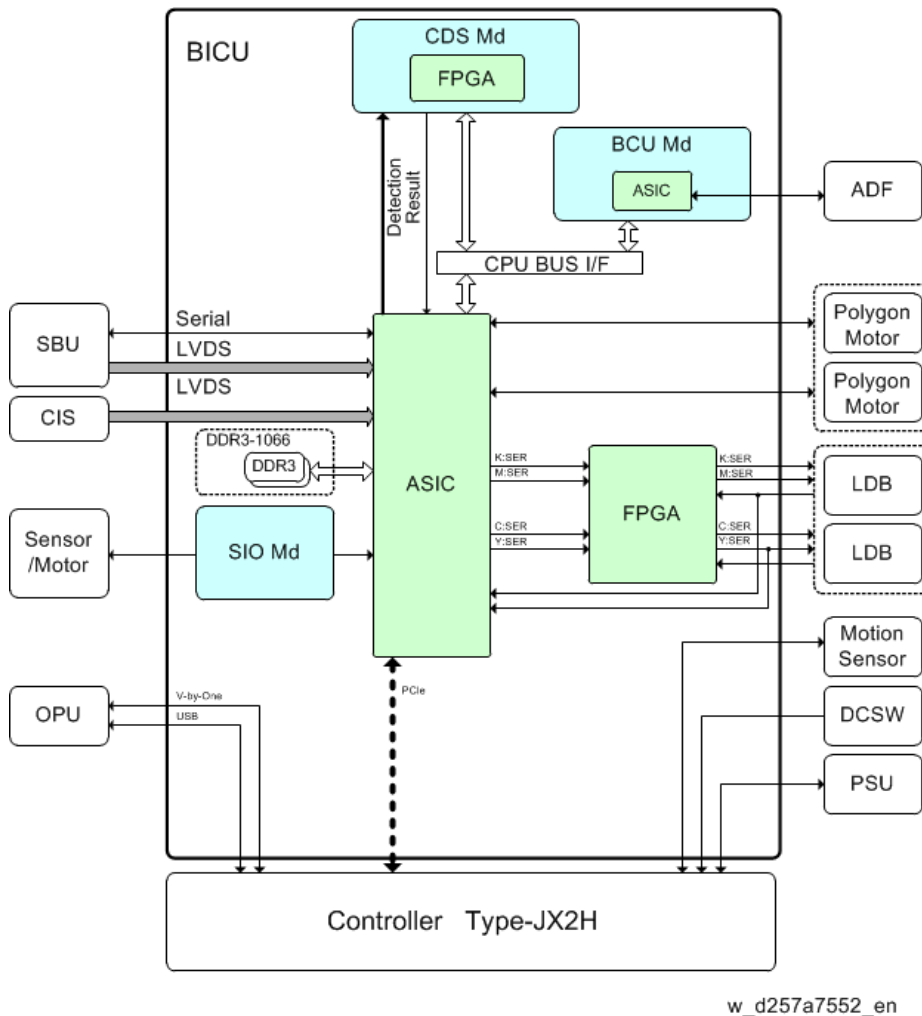 BICU
CDS Md
FPGA
BCU Md
ASIC
ADF
Detection
Result
CPU BUS I/F
SBU
Serial
LVDS
LVDS
CIS
Polygon
Motor
Polygon
Motor
DDR3-1066
DDR3
ASIC
K:SER
M:SER
C:SER
Y:SER
FPGA
K:SER
M:SER
C:SER
Y:SER
LDB
LDB
Sensor
/Motor
SIO Md
Motion
Sensor
OPU
V-by-One
USB
PCIe
DCSW
PSU
Controller Type-JX2H
w_d257a7552_en